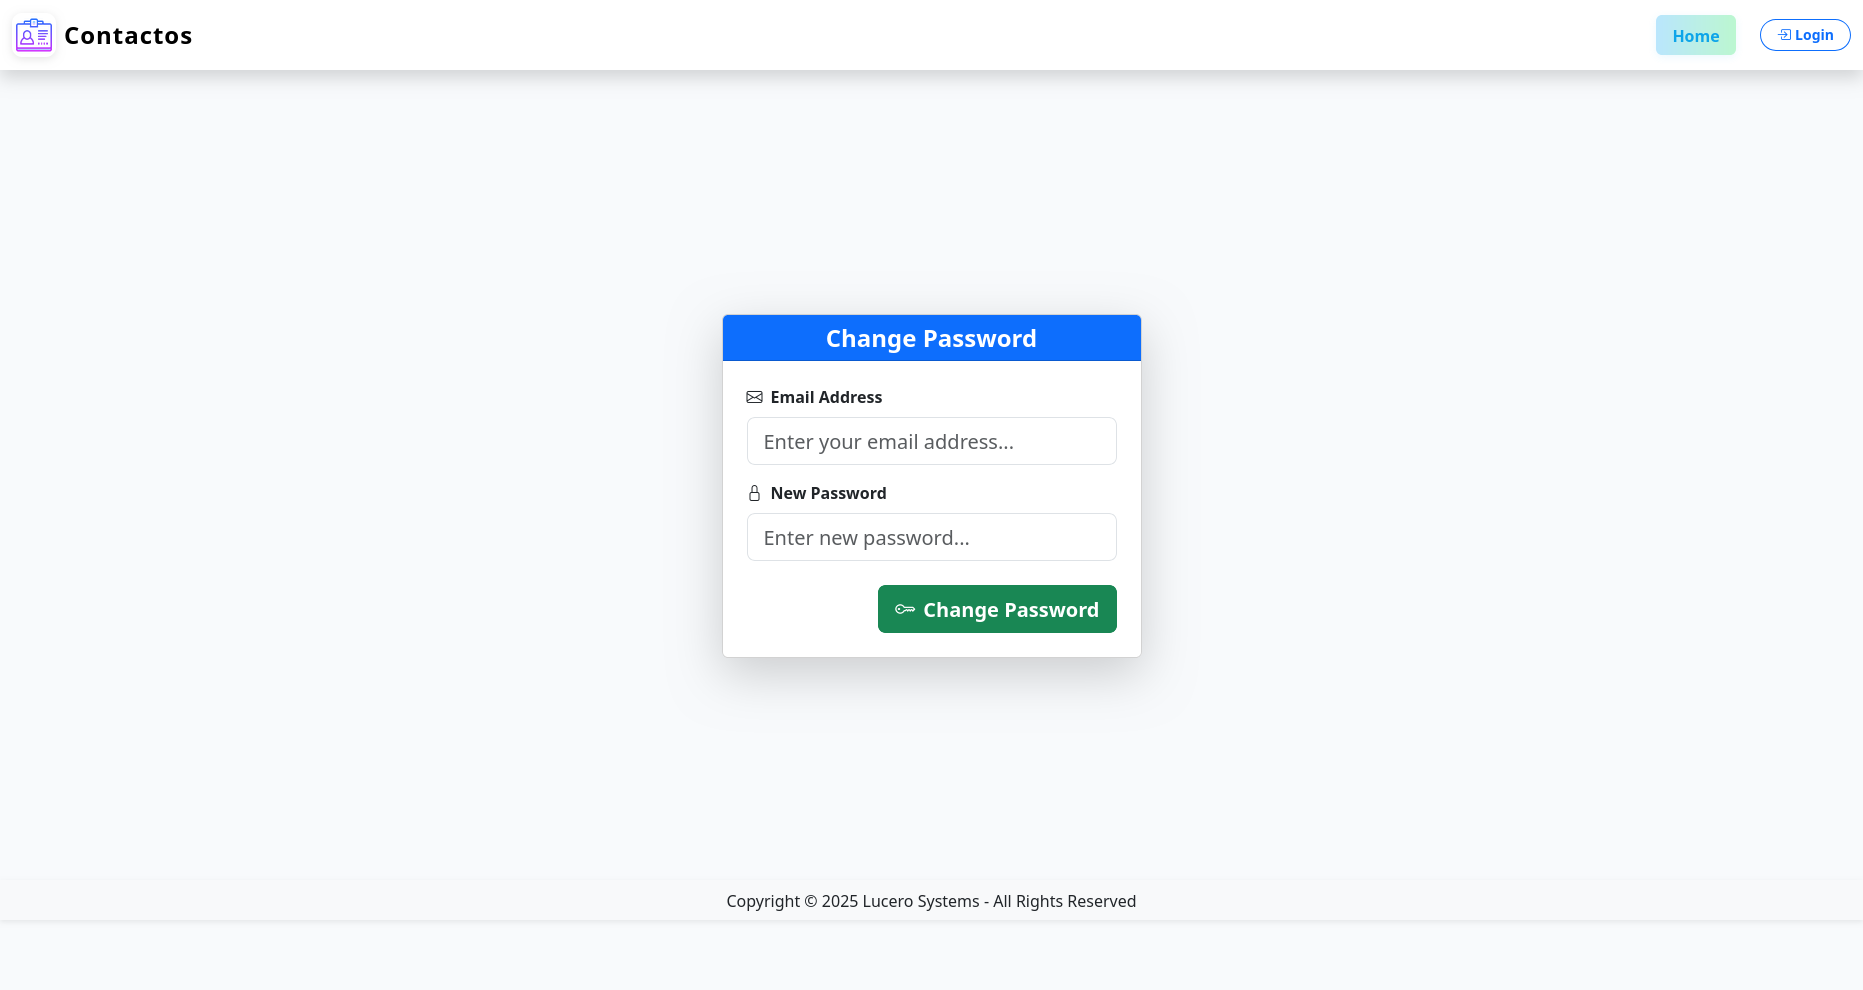 Contactos
Home
Login
Change Password
Email Address
Enter your email address...
New Password
Enter new password...
Change Password
Copyright © 2025 Lucero Systems - All Rights Reserved